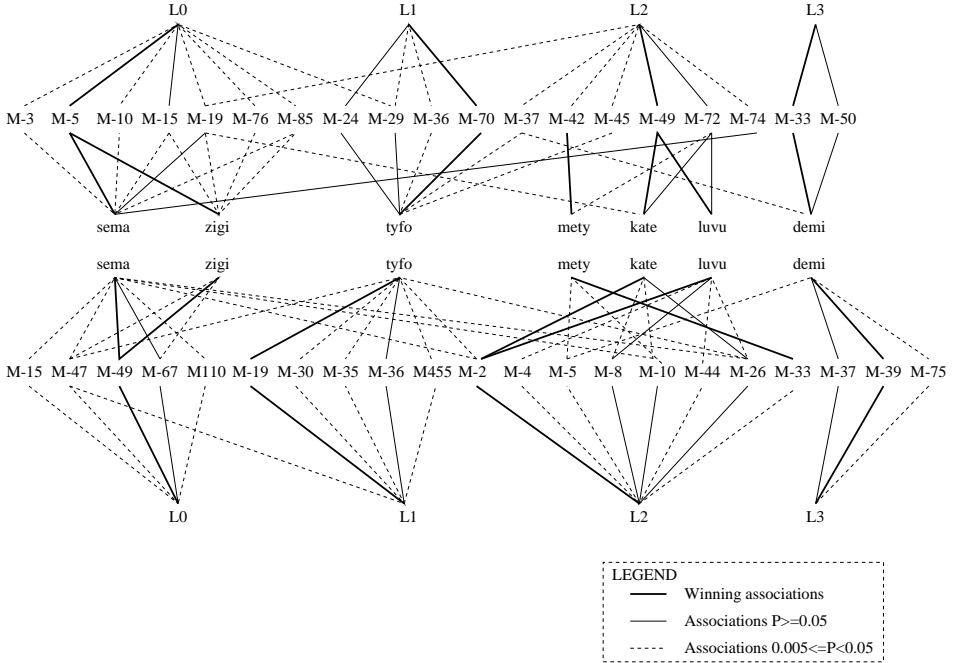 L0 L1 L2 L3
M-3 M-5 M-10 M-15 M-19 M-76 M-85 M-24 M-29 M-36 M-70 M-37 M-42 M-45 M-49 M-72 M-74 M-33 M-50
sema zigi tyfo mety kate luvu demi
sema zigi tyfo mety kate luvu demi
M-15 M-47 M-49 M-67 M110 M-19 M-30 M-35 M-36 M455 M-2 M-4 M-5 M-8 M-10 M-44 M-26 M-33 M-37 M-39 M-75
L0 L1 L2 L3
LEGEND
Winning associations
Associations P>=0.05
Associations 0.005<=P<0.05